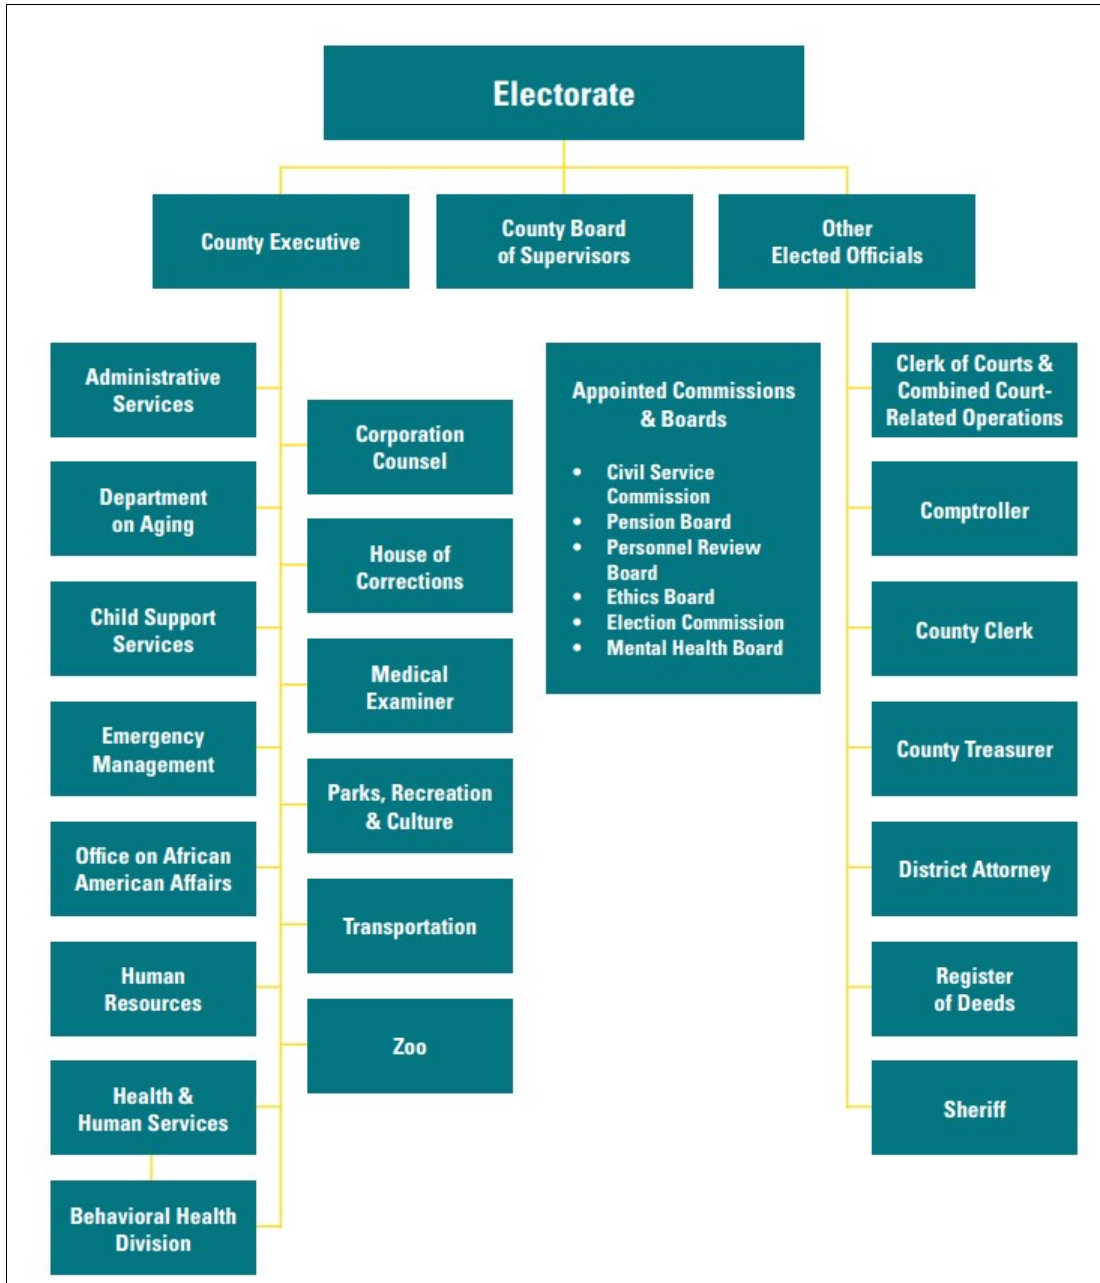 Electorate
County Executive
County Board
of Supervisors
Other
Elected Officials
Administrative
Services
Department
on Aging
Child Support
Services
Emergency
Management
Office on African
American Affairs
Human
Resources
Health &
Human Services
Behavioral Health
Division
Corporation
Counsel
House of
Corrections
Medical
Examiner
Parks, Recreation
& Culture
Transportation
Zoo
Appointed Commissions
& Boards
• Civil Service
Commission
• Pension Board
• Personnel Review
Board
• Ethics Board
• Election Commission
• Mental Health Board
Clerk of Courts &
Combined Court-
Related Operations
Comptroller
County Clerk
County Treasurer
District Attorney
Register
of Deeds
Sheriff